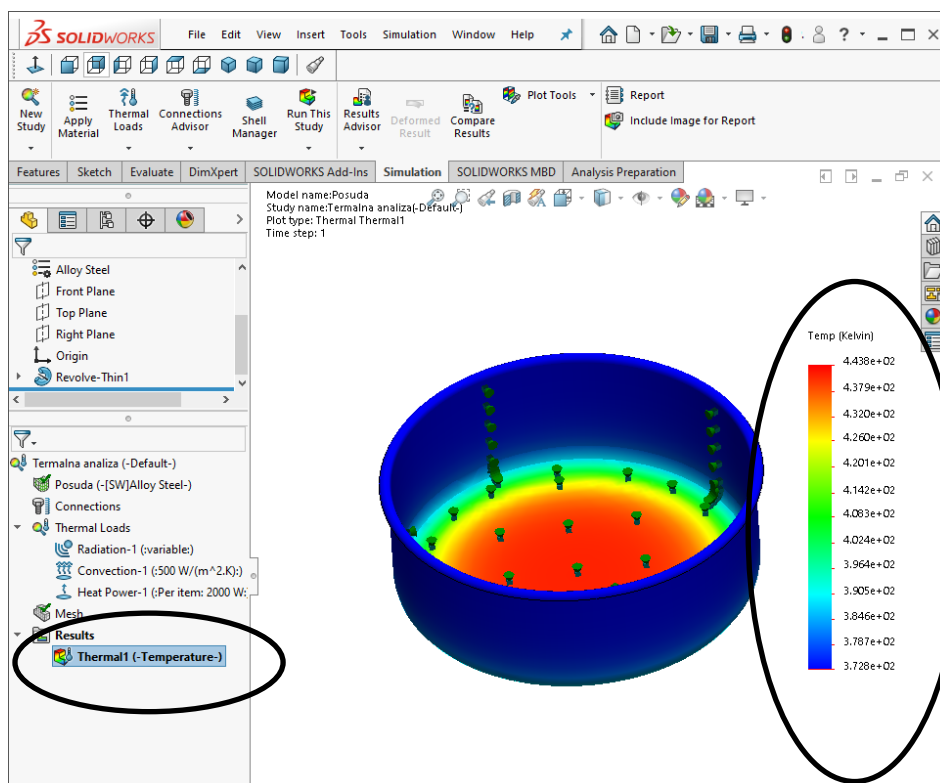 SOLIDWORKS File Edit View Insert Tools Simulation Window Help ?
New Study
Apply Material
Thermal Loads
Connections Advisor
Shell Manager
Run This Study
Results Advisor
Deformed Result
Compare Results
Plot Tools
Report
Include Image for Report
Features Sketch Evaluate DimXpert SOLIDWORKS Add-Ins Simulation SOLIDWORKS MBD Analysis Preparation
Model name:Posuda
Study name:Termalna analiza(-Default-)
Plot type: Thermal Thermal1
Time step: 1
Alloy Steel
Front Plane
Top Plane
Right Plane
Origin
Revolve-Thin1
Termalna analiza (-Default-)
Posuda (-[SW]Alloy Steel-)
Connections
Thermal Loads
Radiation-1 (:variable:)
Convection-1 (:500 W/(m^2.K):)
Heat Power-1 (:Per item: 2000 W:
Mesh
Results
Thermal1 (-Temperature-)
Temp (Kelvin)
4.438e+02
4.379e+02
4.320e+02
4.260e+02
4.201e+02
4.142e+02
4.083e+02
4.024e+02
3.964e+02
3.905e+02
3.846e+02
3.787e+02
3.728e+02